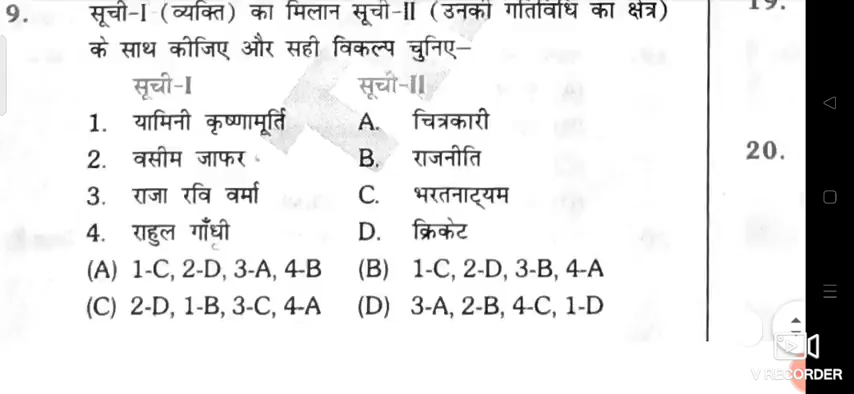 9. सूची-I (व्यक्ति) का मिलान सूची-II (उनकी गतिविधि का क्षेत्र)
के साथ कीजिए और सही विकल्प चुनिए–
सूची-I सूची-II
1. यामिनी कृष्णामूर्ति A. चित्रकारी
2. वसीम जाफर B. राजनीति
3. राजा रवि वर्मा C. भरतनाट्यम
4. राहुल गाँधी D. क्रिकेट
(A) 1-C, 2-D, 3-A, 4-B (B) 1-C, 2-D, 3-B, 4-A
(C) 2-D, 1-B, 3-C, 4-A (D) 3-A, 2-B, 4-C, 1-D
19.
20.
V RECORDER